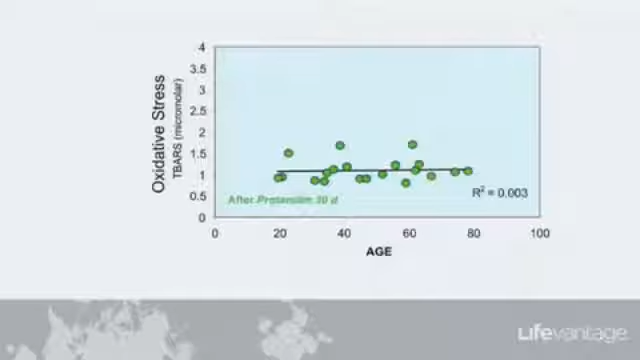 4
3.5
3
2.5
2
1.5
1
0.5
0
Oxidative Stress
TBARS (micromolar)
After Protandim 30 d
R² = 0.003
0 20 40 60 80 100
AGE
Lifevantage